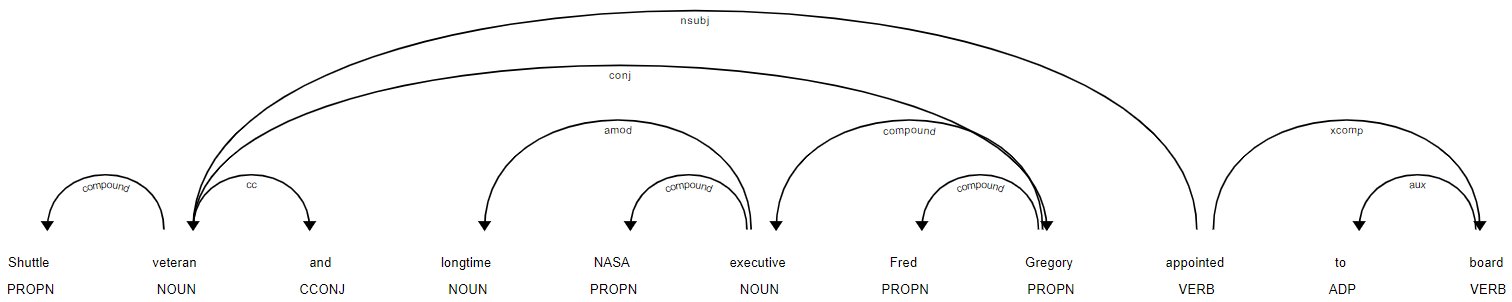 nsubj
conj
amod compound xcomp
compound cc compound compound aux
Shuttle veteran and longtime NASA executive Fred Gregory appointed to board
PROPN NOUN CCONJ NOUN PROPN NOUN PROPN PROPN VERB ADP VERB